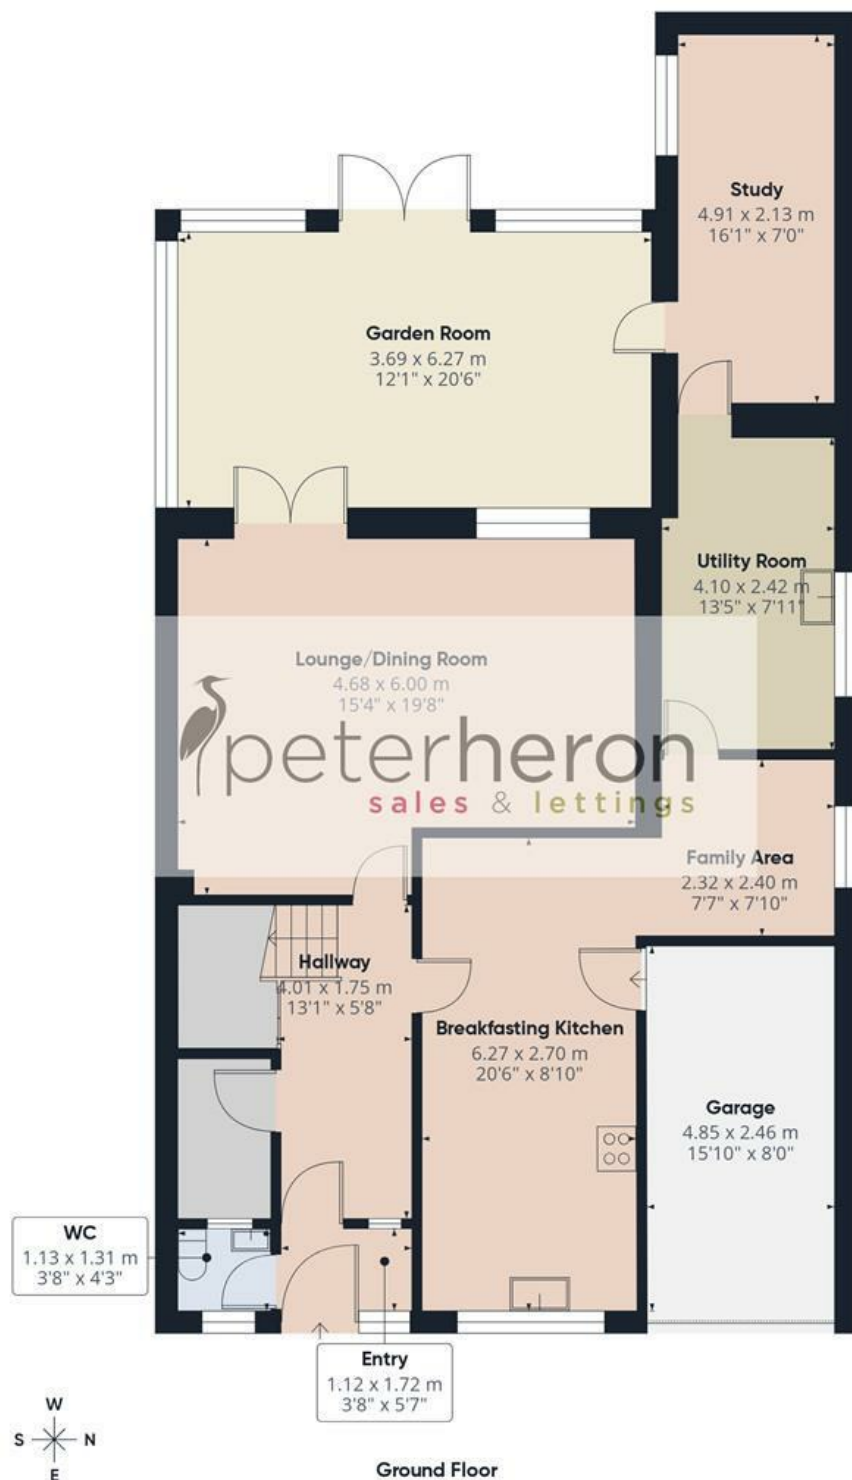 Study
4.91 x 2.13 m
16'1" x 7'0"
Garden Room
3.69 x 6.27 m
12'1" x 20'6"
Utility Room
4.10 x 2.42 m
13'5" x 7'11"
Lounge/Dining Room
4.68 x 6.00 m
15'4" x 19'8"
peterheron
sales & lettings
Family Area
2.32 x 2.40 m
7'7" x 7'10"
Hallway
4.01 x 1.75 m
13'1" x 5'8"
Breakfasting Kitchen
6.27 x 2.70 m
20'6" x 8'10"
Garage
4.85 x 2.46 m
15'10" x 8'0"
WC
1.13 x 1.31 m
3'8" x 4'3"
Entry
1.12 x 1.72 m
3'8" x 5'7"
W
S N
E
Ground Floor